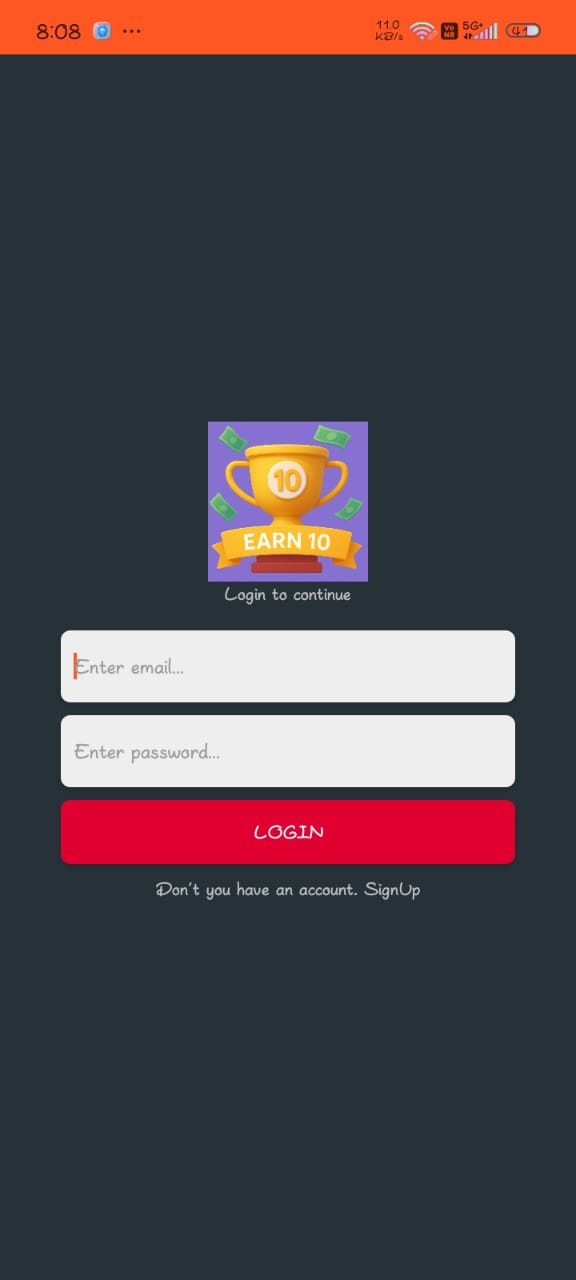 8:08 ... 11.0 KB/s Vo NR 5G+ 41
10
EARN 10
Login to continue
Enter email...
Enter password...
LOGIN
Don't you have an account. SignUp